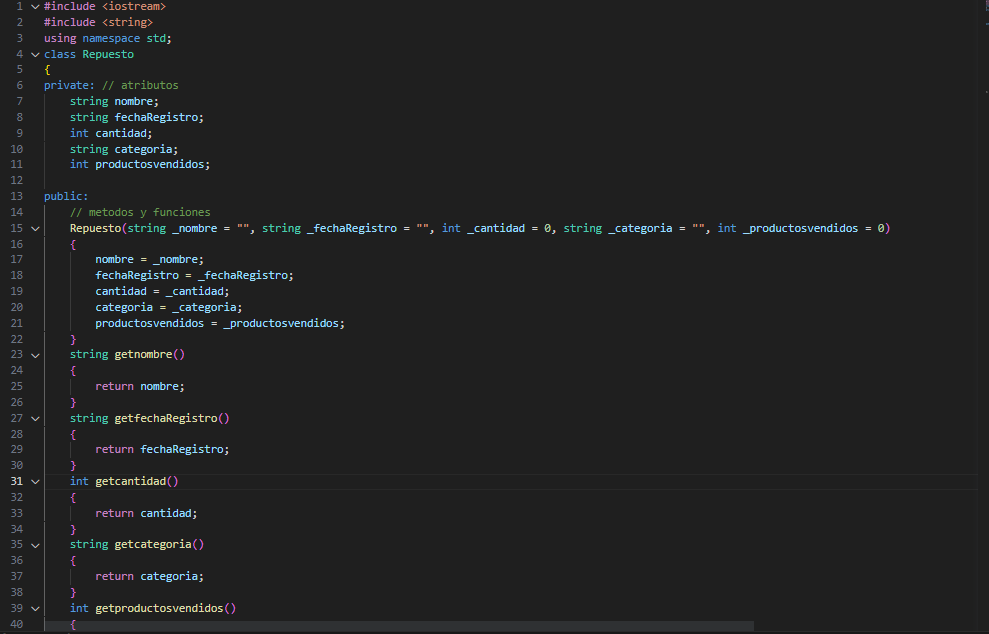 1 #include <iostream>
2 #include <string>
3 using namespace std;
4 class Repuesto
5 {
6 private: // atributos
7     string nombre;
8     string fechaRegistro;
9     int cantidad;
10     string categoria;
11     int productosvendidos;
12
13 public:
14     // metodos y funciones
15     Repuesto(string _nombre = "", string _fechaRegistro = "", int _cantidad = 0, string _categoria = "", int _productosvendidos = 0)
16     {
17         nombre = _nombre;
18         fechaRegistro = _fechaRegistro;
19         cantidad = _cantidad;
20         categoria = _categoria;
21         productosvendidos = _productosvendidos;
22     }
23     string getnombre()
24     {
25         return nombre;
26     }
27     string getfechaRegistro()
28     {
29         return fechaRegistro;
30     }
31     int getcantidad()
32     {
33         return cantidad;
34     }
35     string getcategoria()
36     {
37         return categoria;
38     }
39     int getproductosvendidos()
40     {